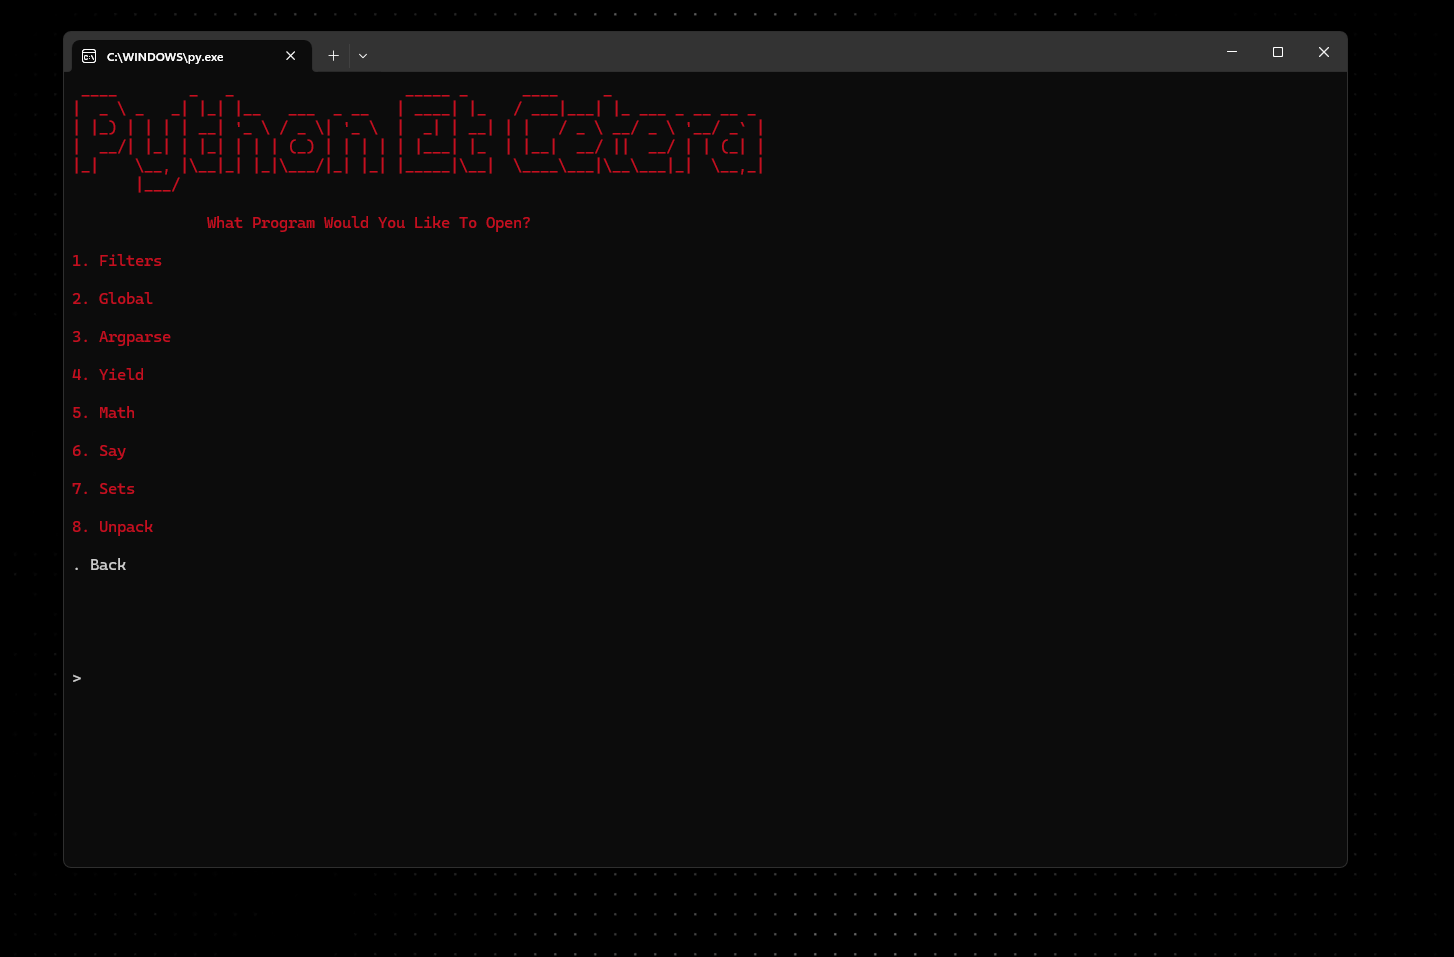 C:\WINDOWS\py.exe
Python Et Cetera
What Program Would You Like To Open?
1. Filters
2. Global
3. Argparse
4. Yield
5. Math
6. Say
7. Sets
8. Unpack
. Back
>